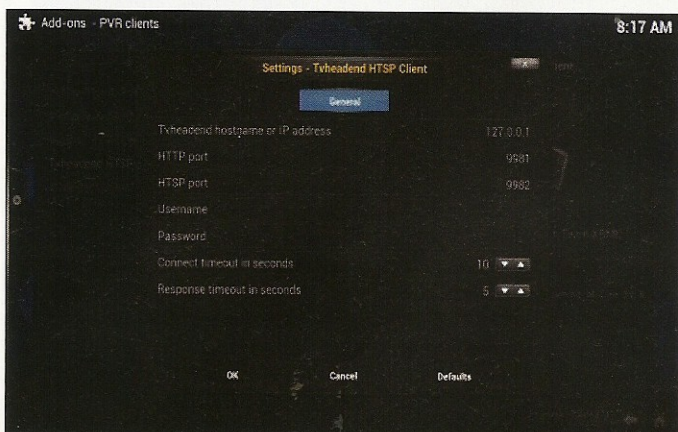 Add-ons - PVR clients
8:17 AM
Settings - Tvheadend HTSP Client
General
Tvheadend hostname or IP address 127.0.0.1
HTTP port 9981
HTSP port 9982
Username
Password
Connect timeout in seconds 10
Response timeout in seconds 5
OK Cancel Defaults